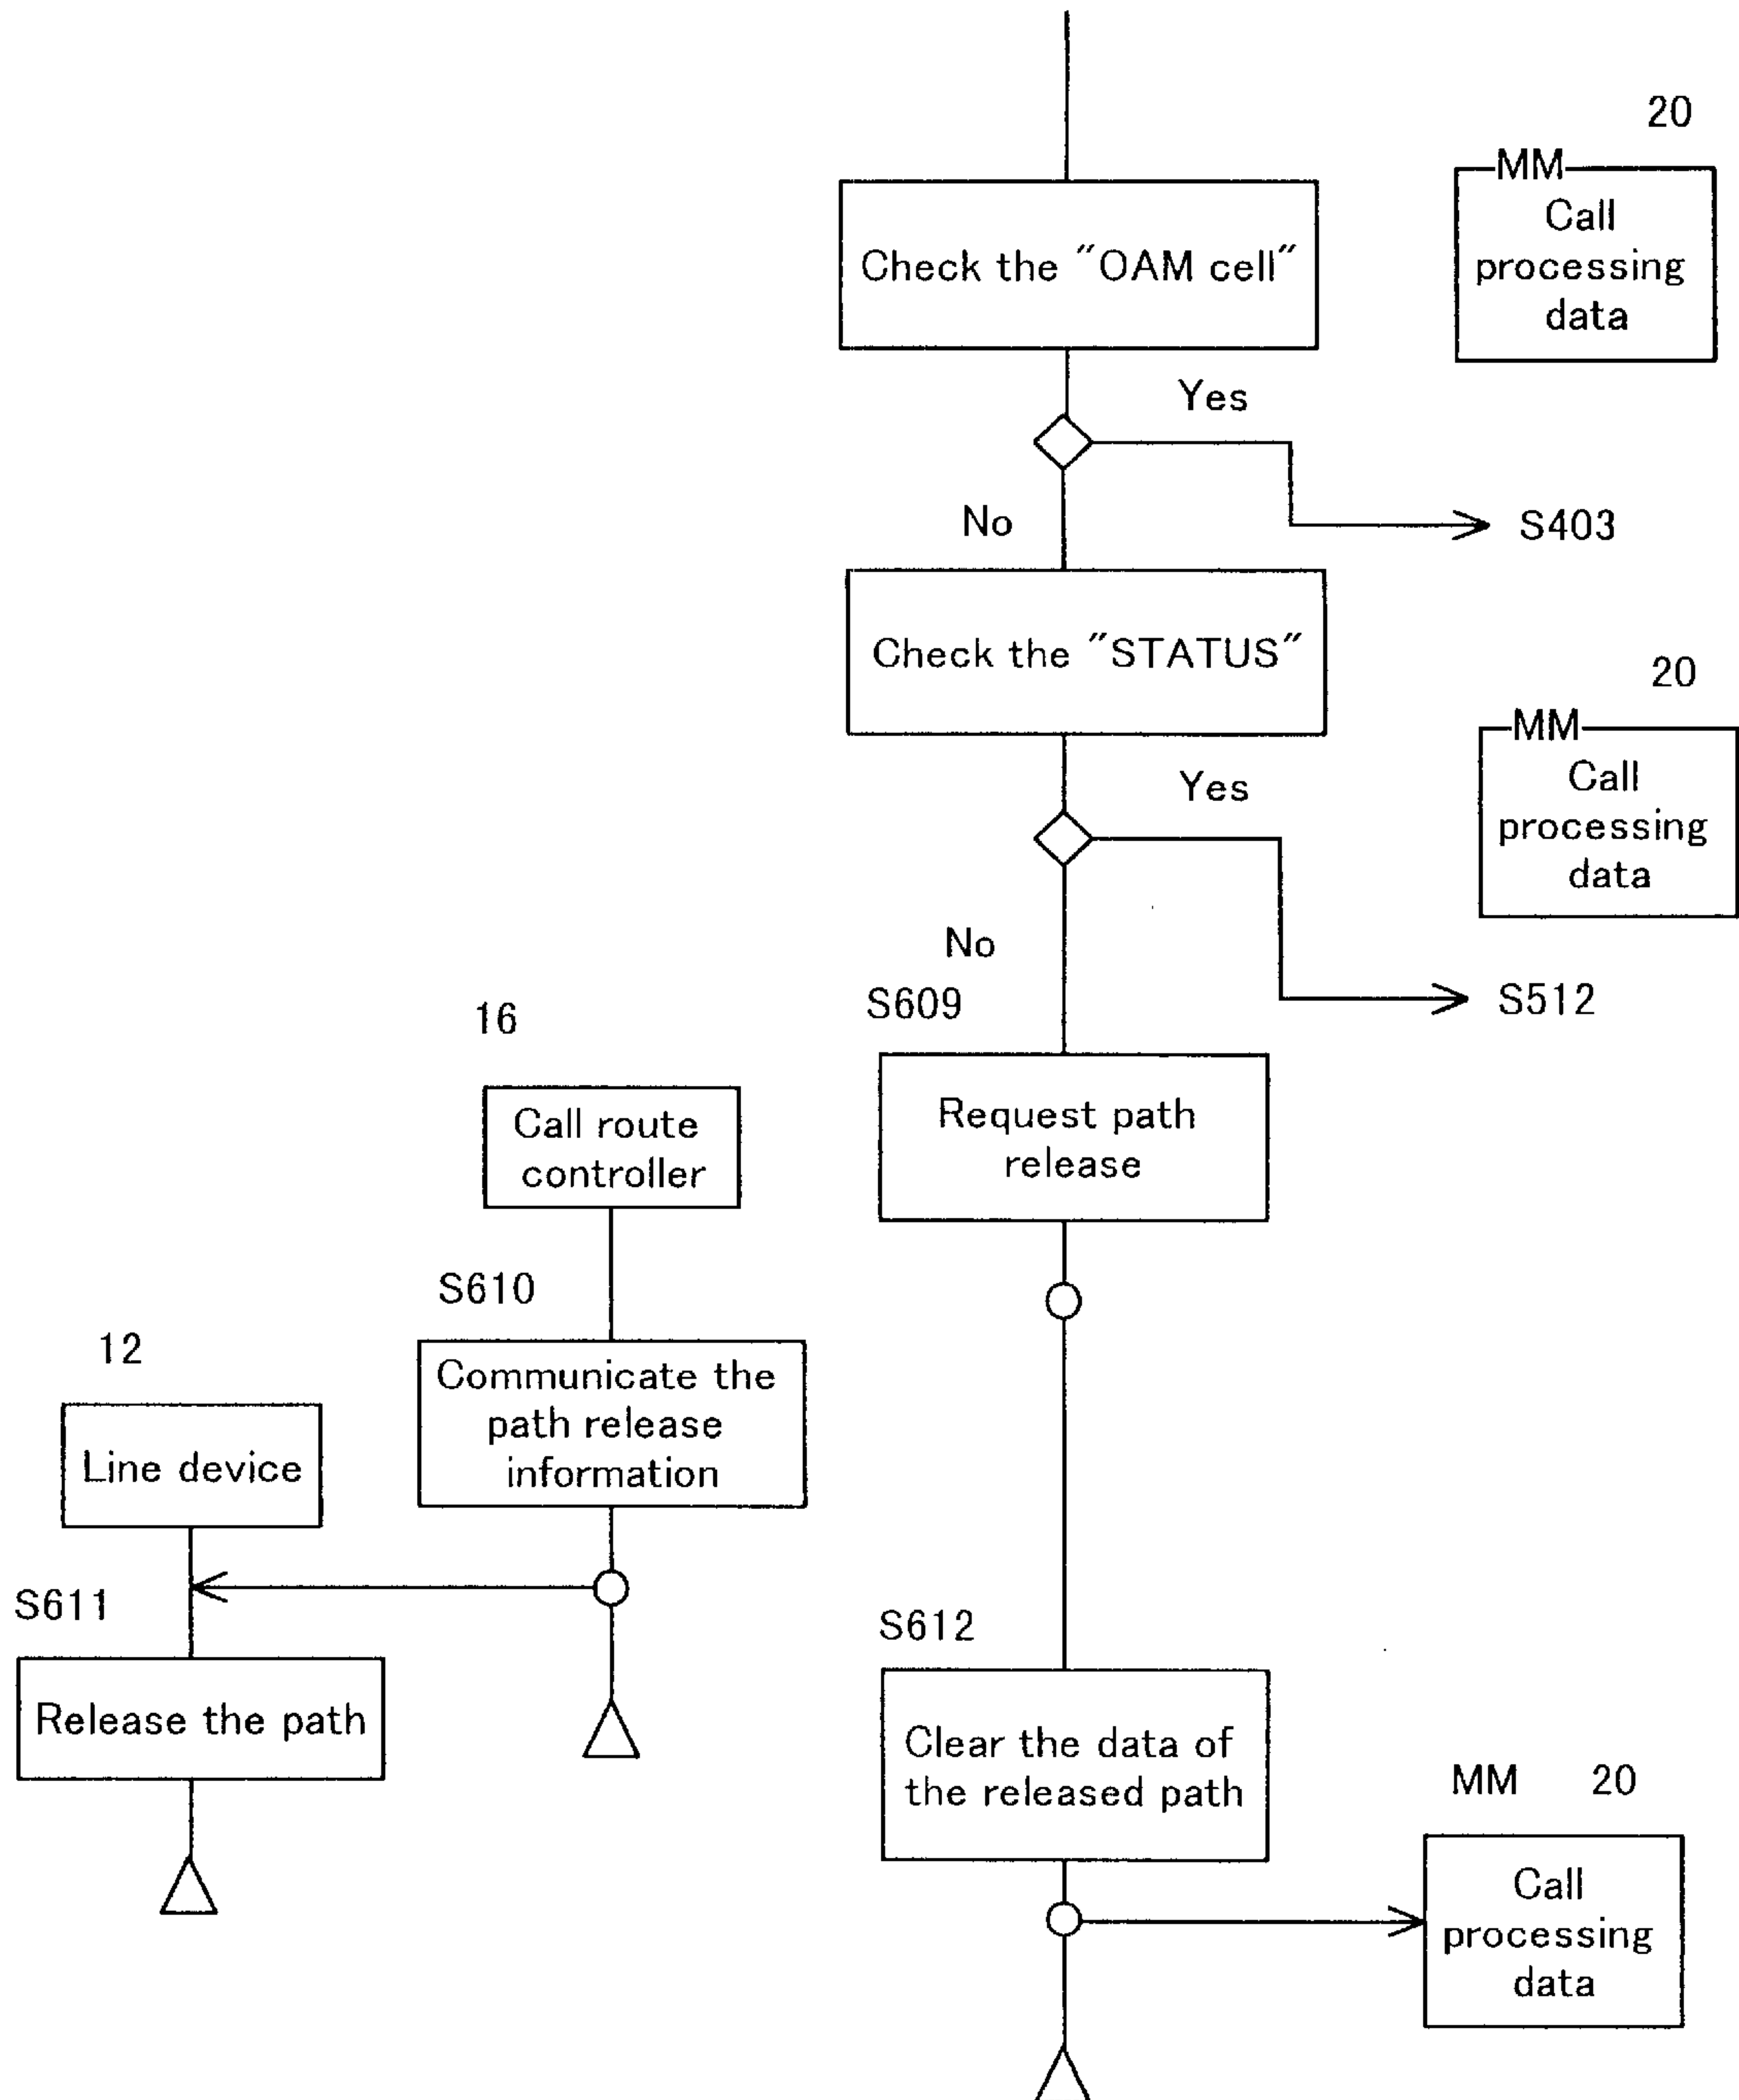 20
MM
Call
processing
data
Check the "OAM cell"
Yes
No
S403
Check the "STATUS"
20
MM
Call
processing
data
Yes
No
S512
S609
Request path
release
16
Call route
controller
S610
Communicate the
path release
information
12
Line device
S611
Release the path
S612
Clear the data of
the released path
MM 20
Call
processing
data